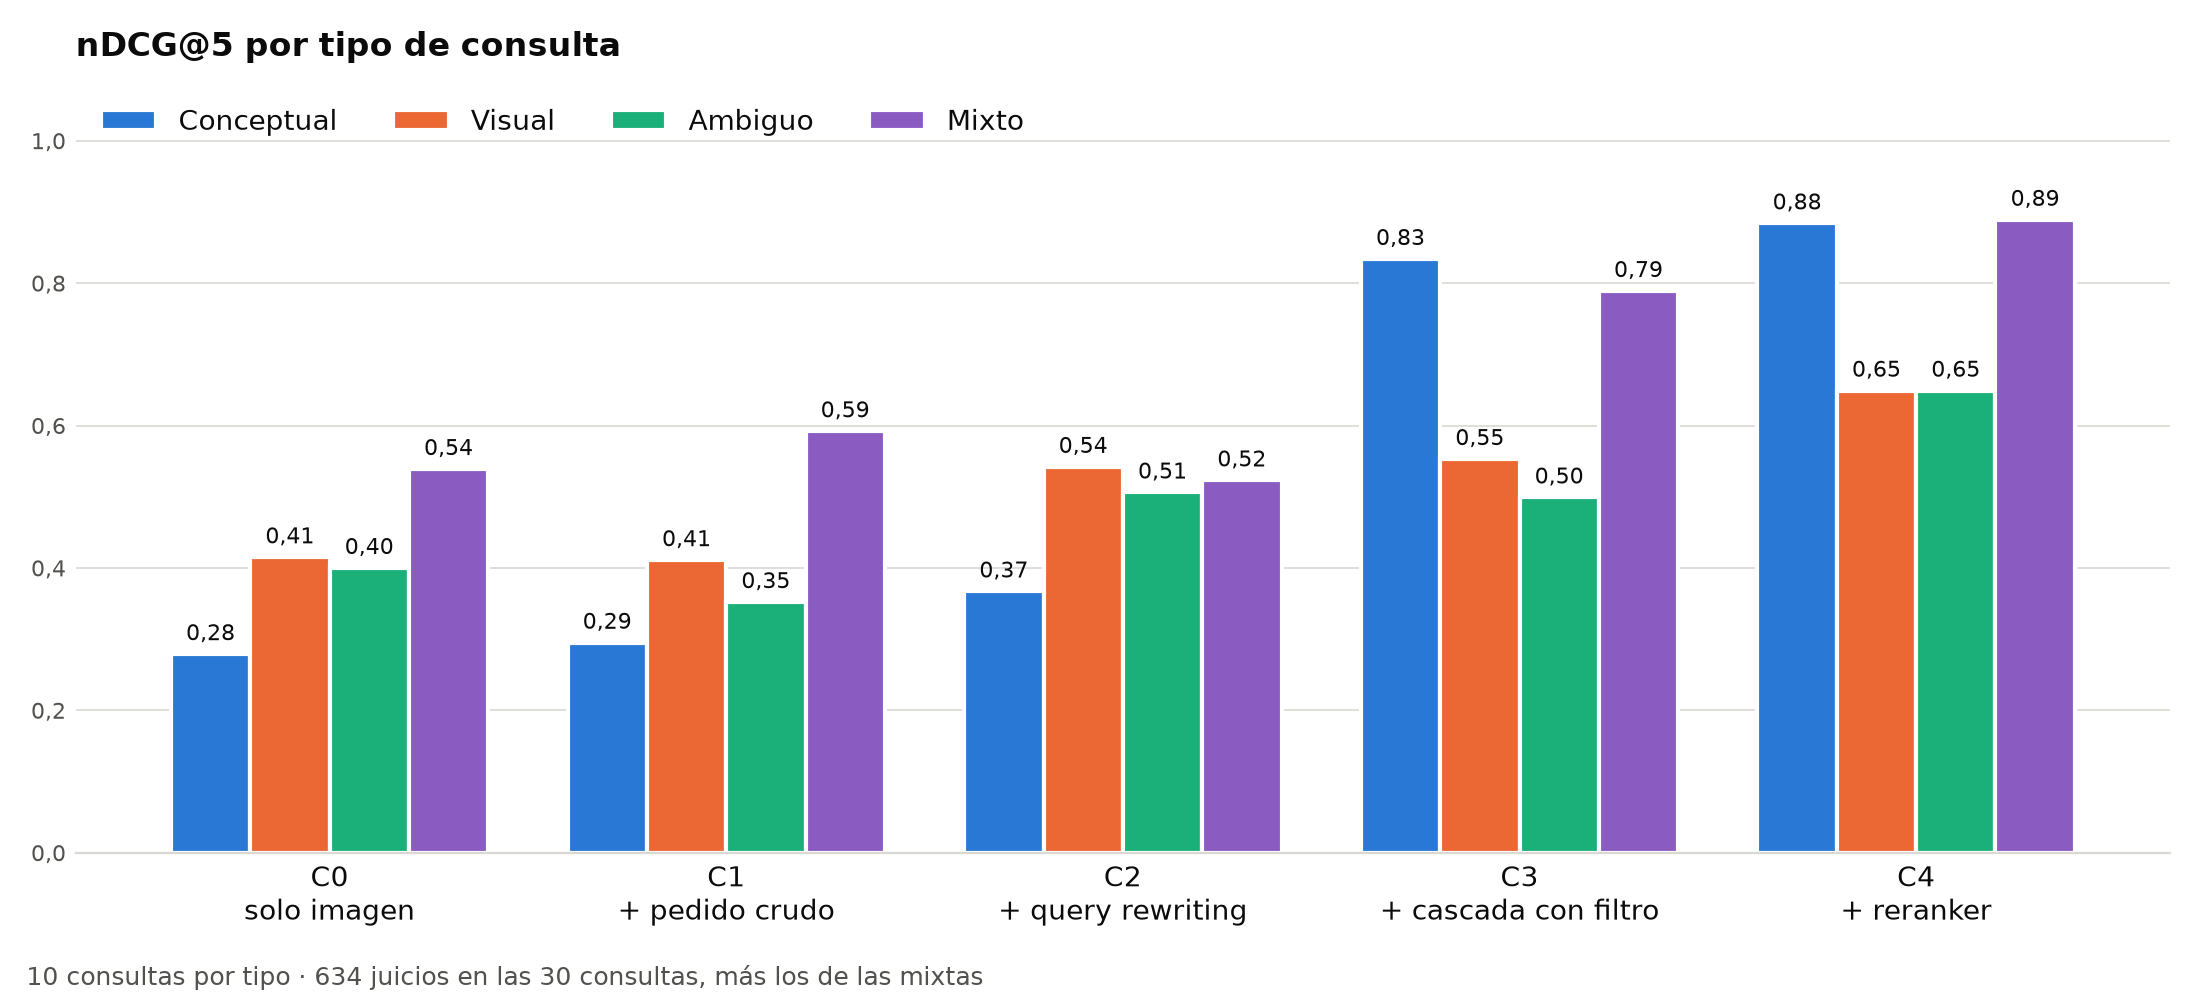 nDCG@5 por tipo de consulta
Conceptual Visual Ambiguo Mixto
1,0
0,8
0,6
0,4
0,2
0,0
0,28 0,41 0,40 0,54
0,29 0,41 0,35 0,59
0,37 0,54 0,51 0,52
0,83 0,55 0,50 0,79
0,88 0,65 0,65 0,89
C0
solo imagen
C1
+ pedido crudo
C2
+ query rewriting
C3
+ cascada con filtro
C4
+ reranker
10 consultas por tipo · 634 juicios en las 30 consultas, más los de las mixtas